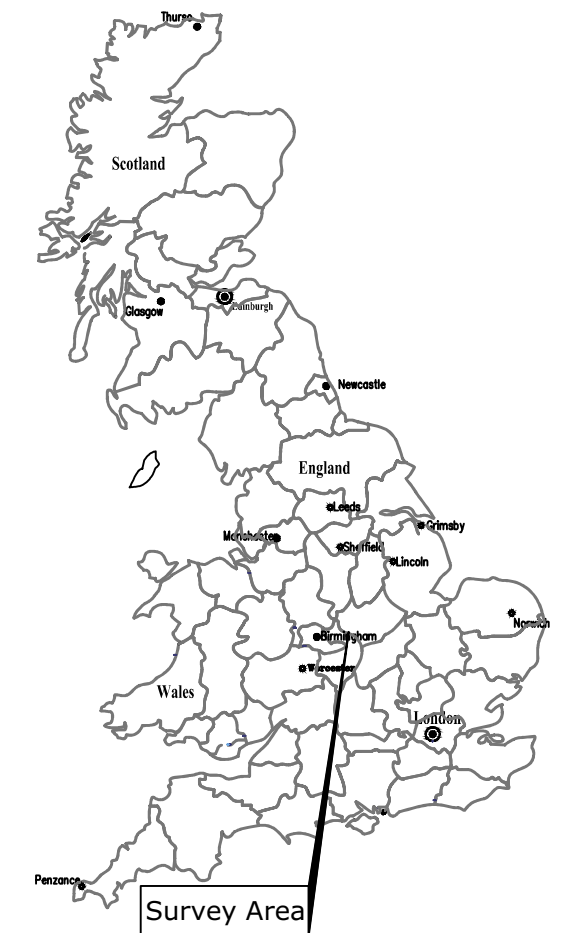 Thurso
Scotland
Edinburgh
Glasgow
Newcastle
England
Leeds
Grimsby
Manchester
Sheffield
Lincoln
Norwich
Birmingham
Worcester
Wales
London
Penzance
Survey Area